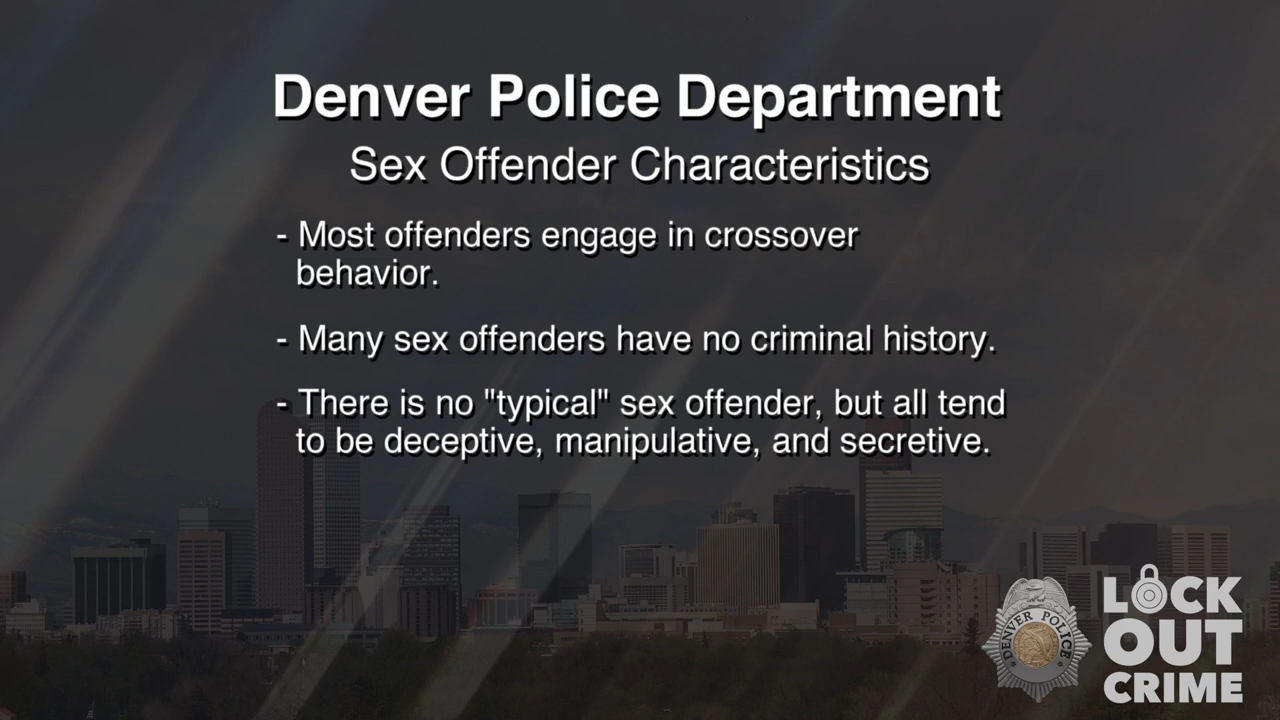 Denver Police Department
Sex Offender Characteristics
- Most offenders engage in crossover
behavior.
- Many sex offenders have no criminal history.
- There is no "typical" sex offender, but all tend
to be deceptive, manipulative, and secretive.
DENVER POLICE
LOCK
OUT
CRIME